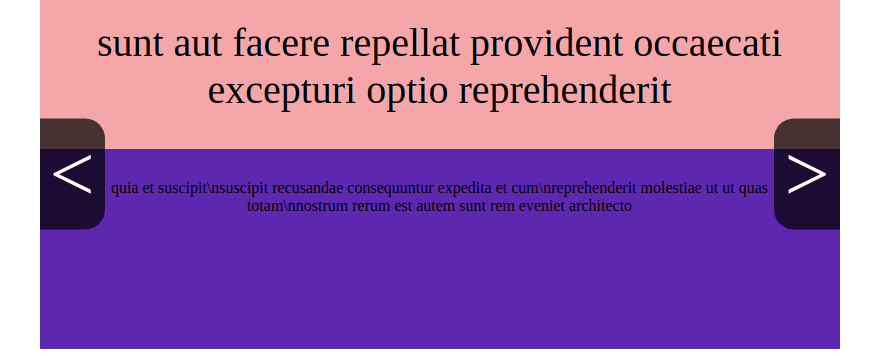 sunt aut facere repellat provident occaecati
excepturi optio reprehenderit
<
>
quia et suscipit\nsuscipit recusandae consequuntur expedita et cum\nreprehenderit molestiae ut ut quas
totam\nnostrum rerum est autem sunt rem eveniet architecto